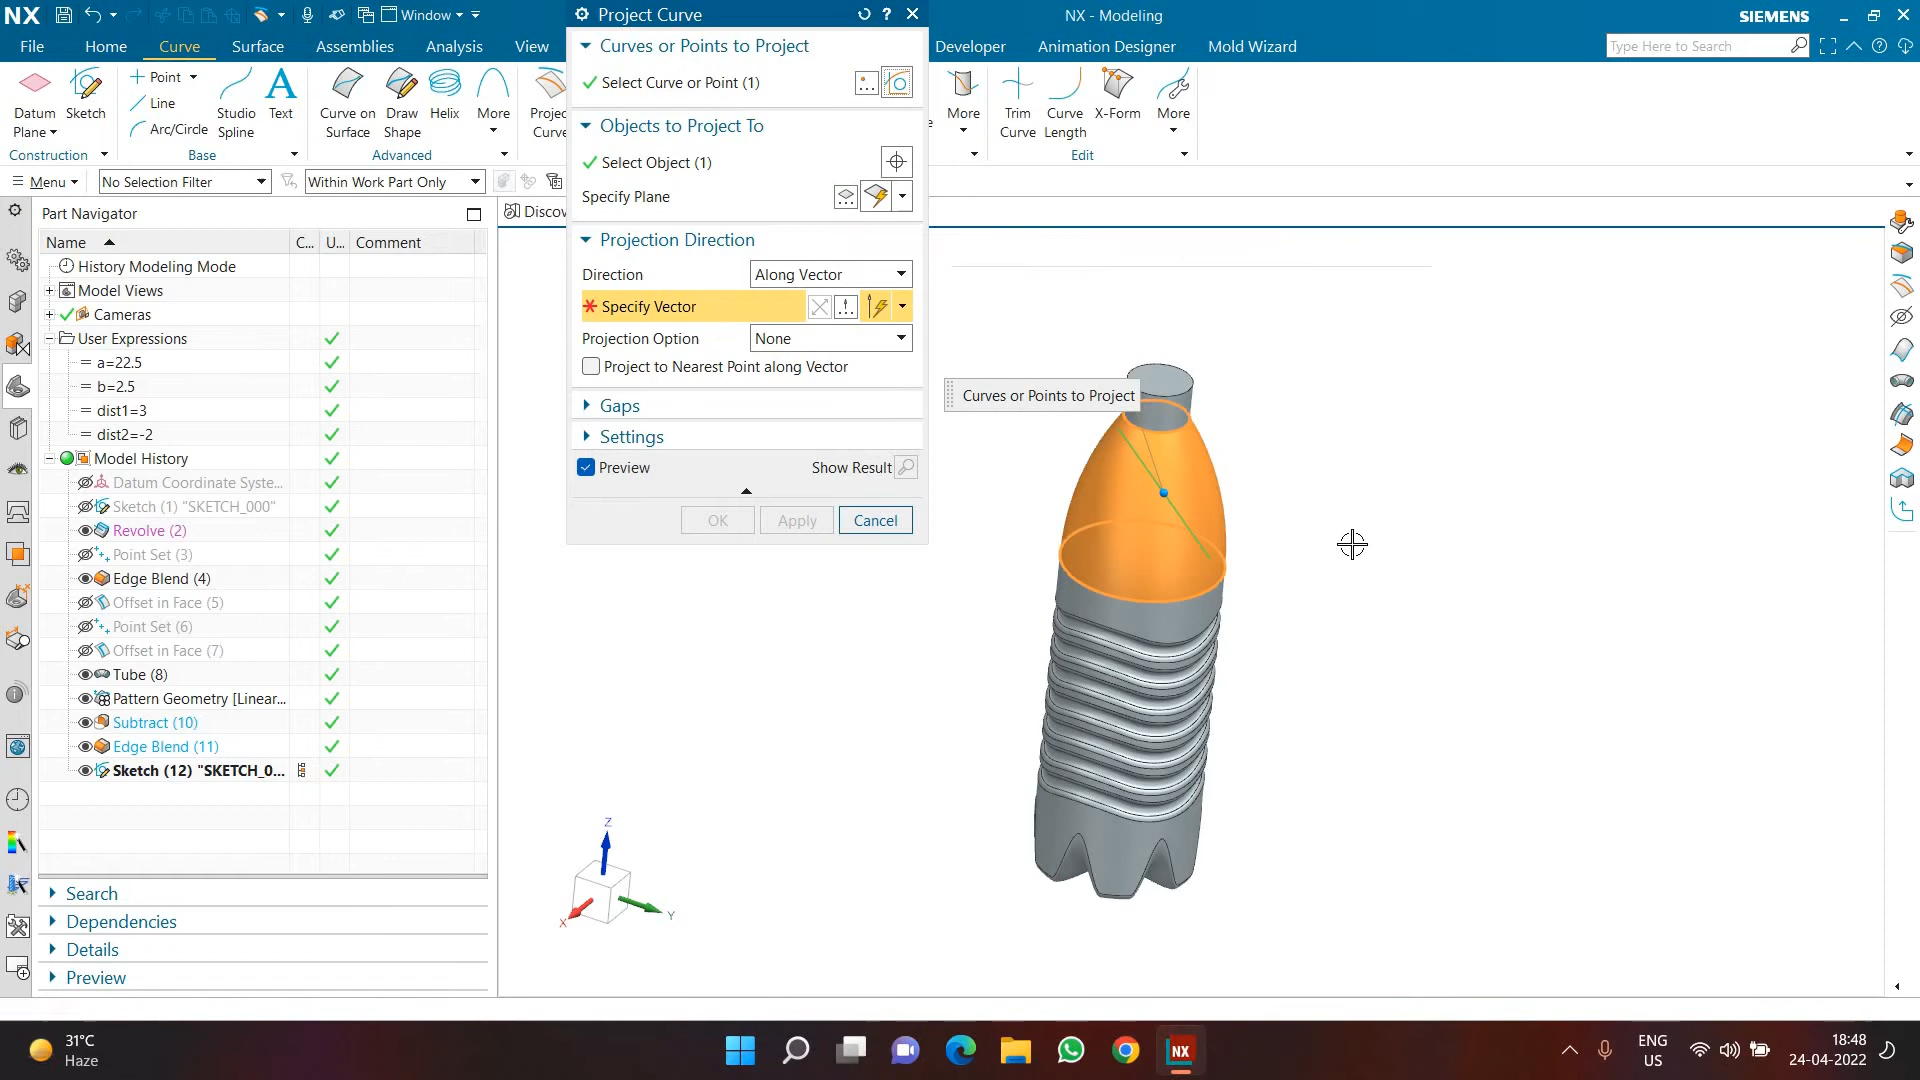 NX
Window
Project Curve
NX - Modeling
SIEMENS
File
Home
Curve
Surface
Assemblies
Analysis
View
Developer
Animation Designer
Mold Wizard
Type Here to Search
Datum
Plane
Sketch
Point
Line
Arc/Circle
Studio
Spline
Text
Curve on
Surface
Draw
Shape
Helix
More
Projec
Curve
More
Trim
Curve
Curve
Length
X-Form
More
Construction
Base
Advanced
Edit
Menu
No Selection Filter
Within Work Part Only
Curves or Points to Project
Select Curve or Point (1)
Objects to Project To
Select Object (1)
Specify Plane
Projection Direction
Direction
Along Vector
Specify Vector
Projection Option
None
Project to Nearest Point along Vector
Gaps
Settings
Preview
Show Result
OK
Apply
Cancel
Part Navigator
Discov
Name
C...
U...
Comment
History Modeling Mode
Model Views
Cameras
User Expressions
a=22.5
b=2.5
dist1=3
dist2=-2
Model History
Datum Coordinate Syste...
Sketch (1) "SKETCH_000"
Revolve (2)
Point Set (3)
Edge Blend (4)
Offset in Face (5)
Point Set (6)
Offset in Face (7)
Tube (8)
Pattern Geometry [Linear...
Subtract (10)
Edge Blend (11)
Sketch (12) "SKETCH_0...
Search
Dependencies
Details
Preview
Curves or Points to Project
Z
X
Y
31°C
Haze
NX
ENG
US
18:48
24-04-2022